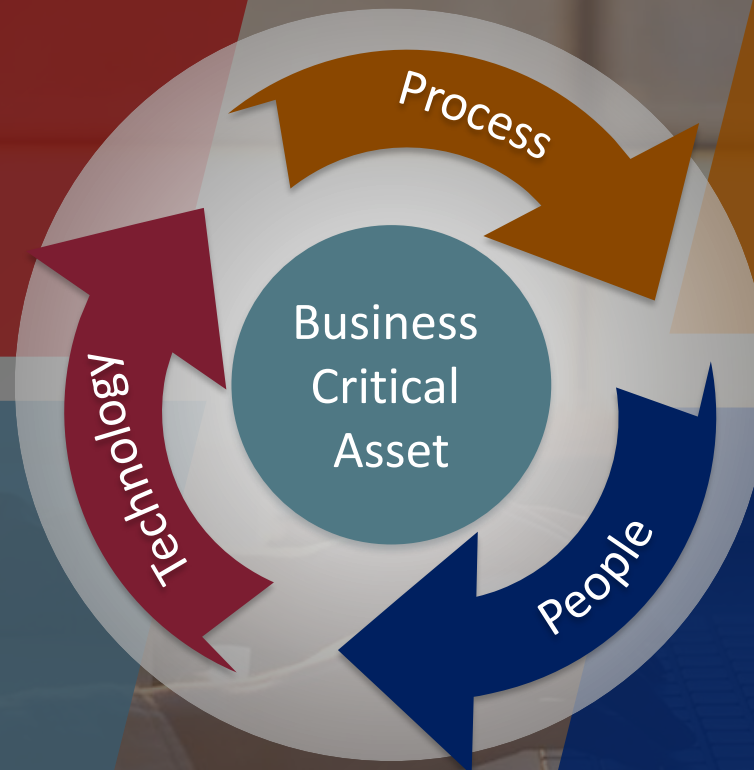 Process
Business
Critical
Asset
Technology
People